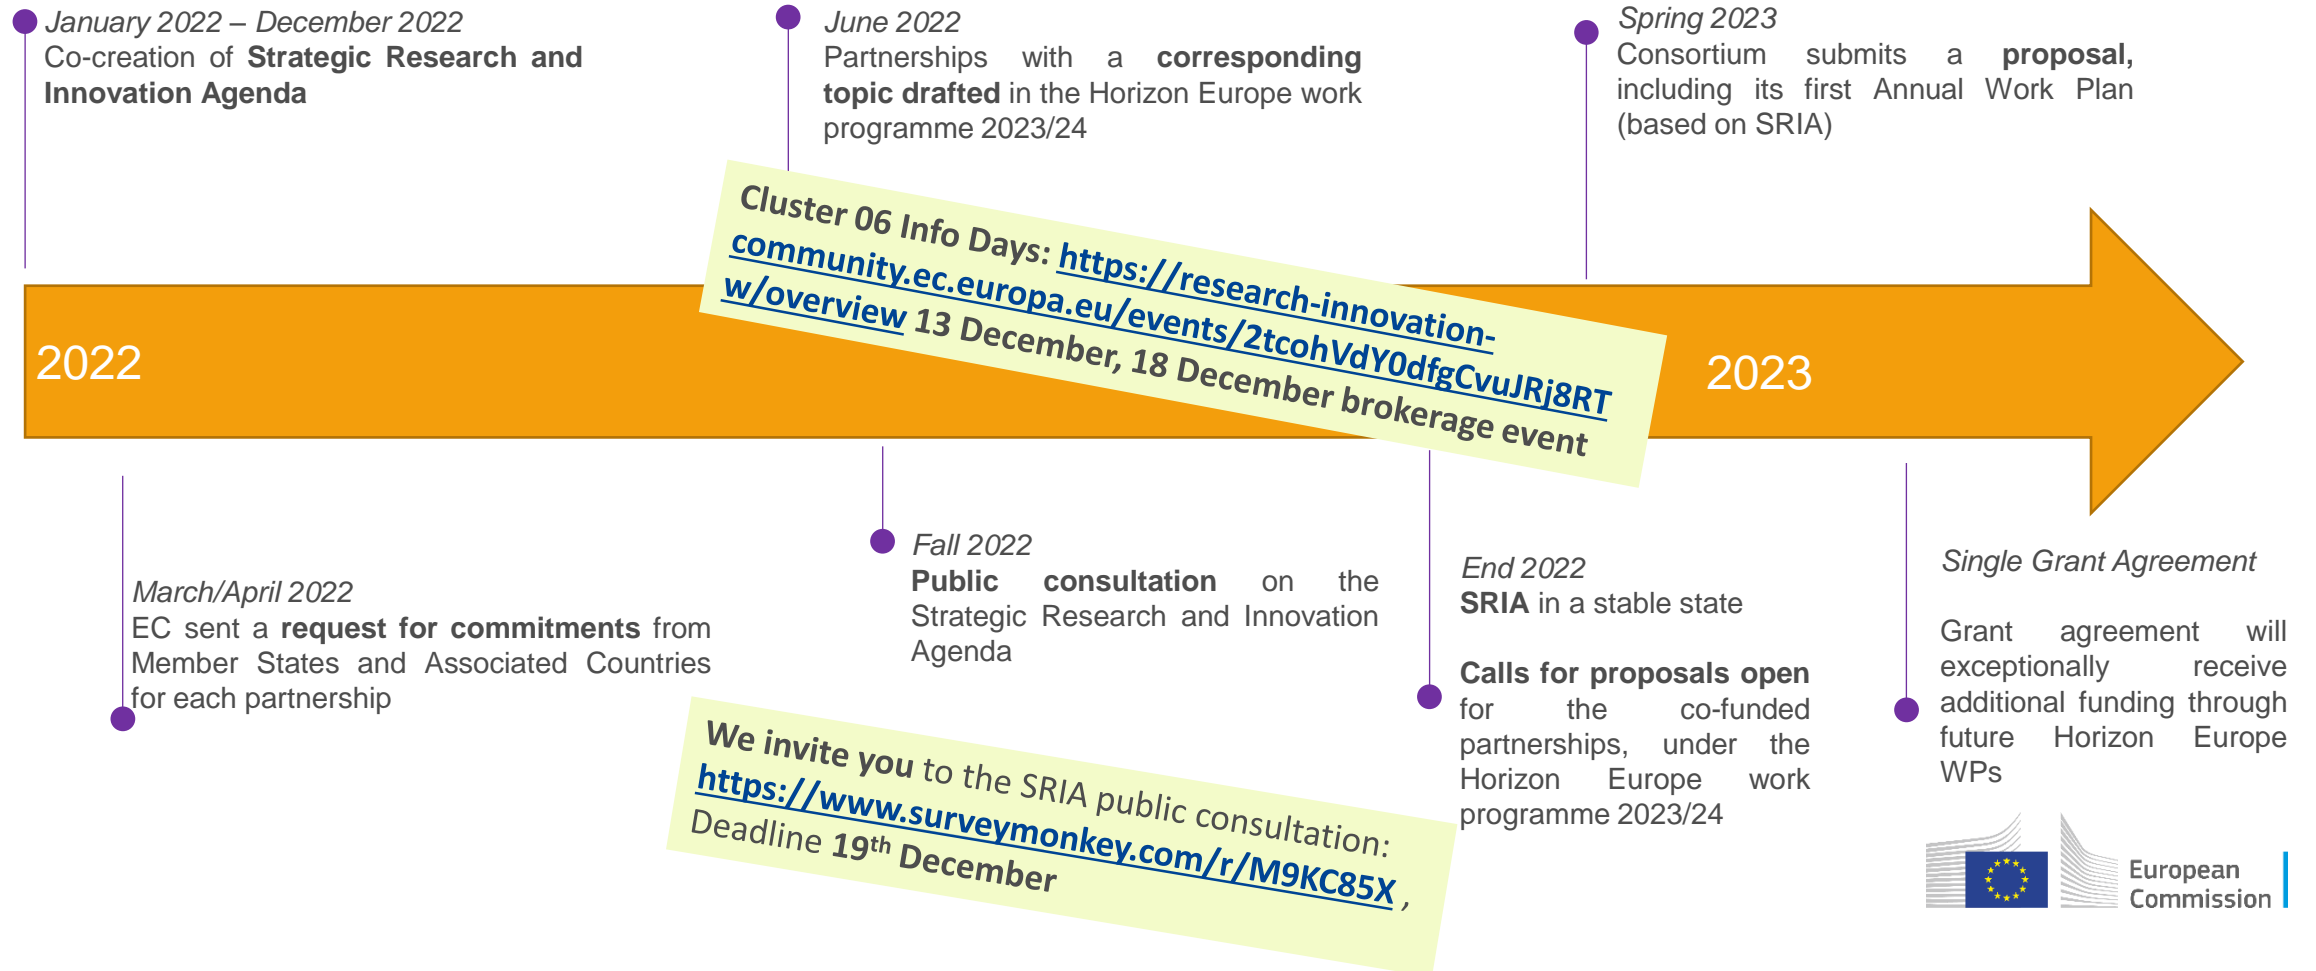 January 2022 – December 2022
Co-creation of Strategic Research and
Innovation Agenda
June 2022
Partnerships with a corresponding
topic drafted in the Horizon Europe work
programme 2023/24
Spring 2023
Consortium submits a proposal,
including its first Annual Work Plan
(based on SRIA)
Cluster 06 Info Days: https://research-innovation-
community.ec.europa.eu/events/2tcohVdY0dfgCvuJRj8RT
w/overview 13 December, 18 December brokerage event
2022
2023
March/April 2022
EC sent a request for commitments from
Member States and Associated Countries
for each partnership
Fall 2022
Public consultation on the
Strategic Research and Innovation
Agenda
End 2022
SRIA in a stable state
Calls for proposals open
for the co-funded
partnerships, under the
Horizon Europe work
programme 2023/24
Single Grant Agreement
Grant agreement will
exceptionally receive
additional funding through
future Horizon Europe
WPs
We invite you to the SRIA public consultation:
https://www.surveymonkey.com/r/M9KC85X ,
Deadline 19th December
European
Commission